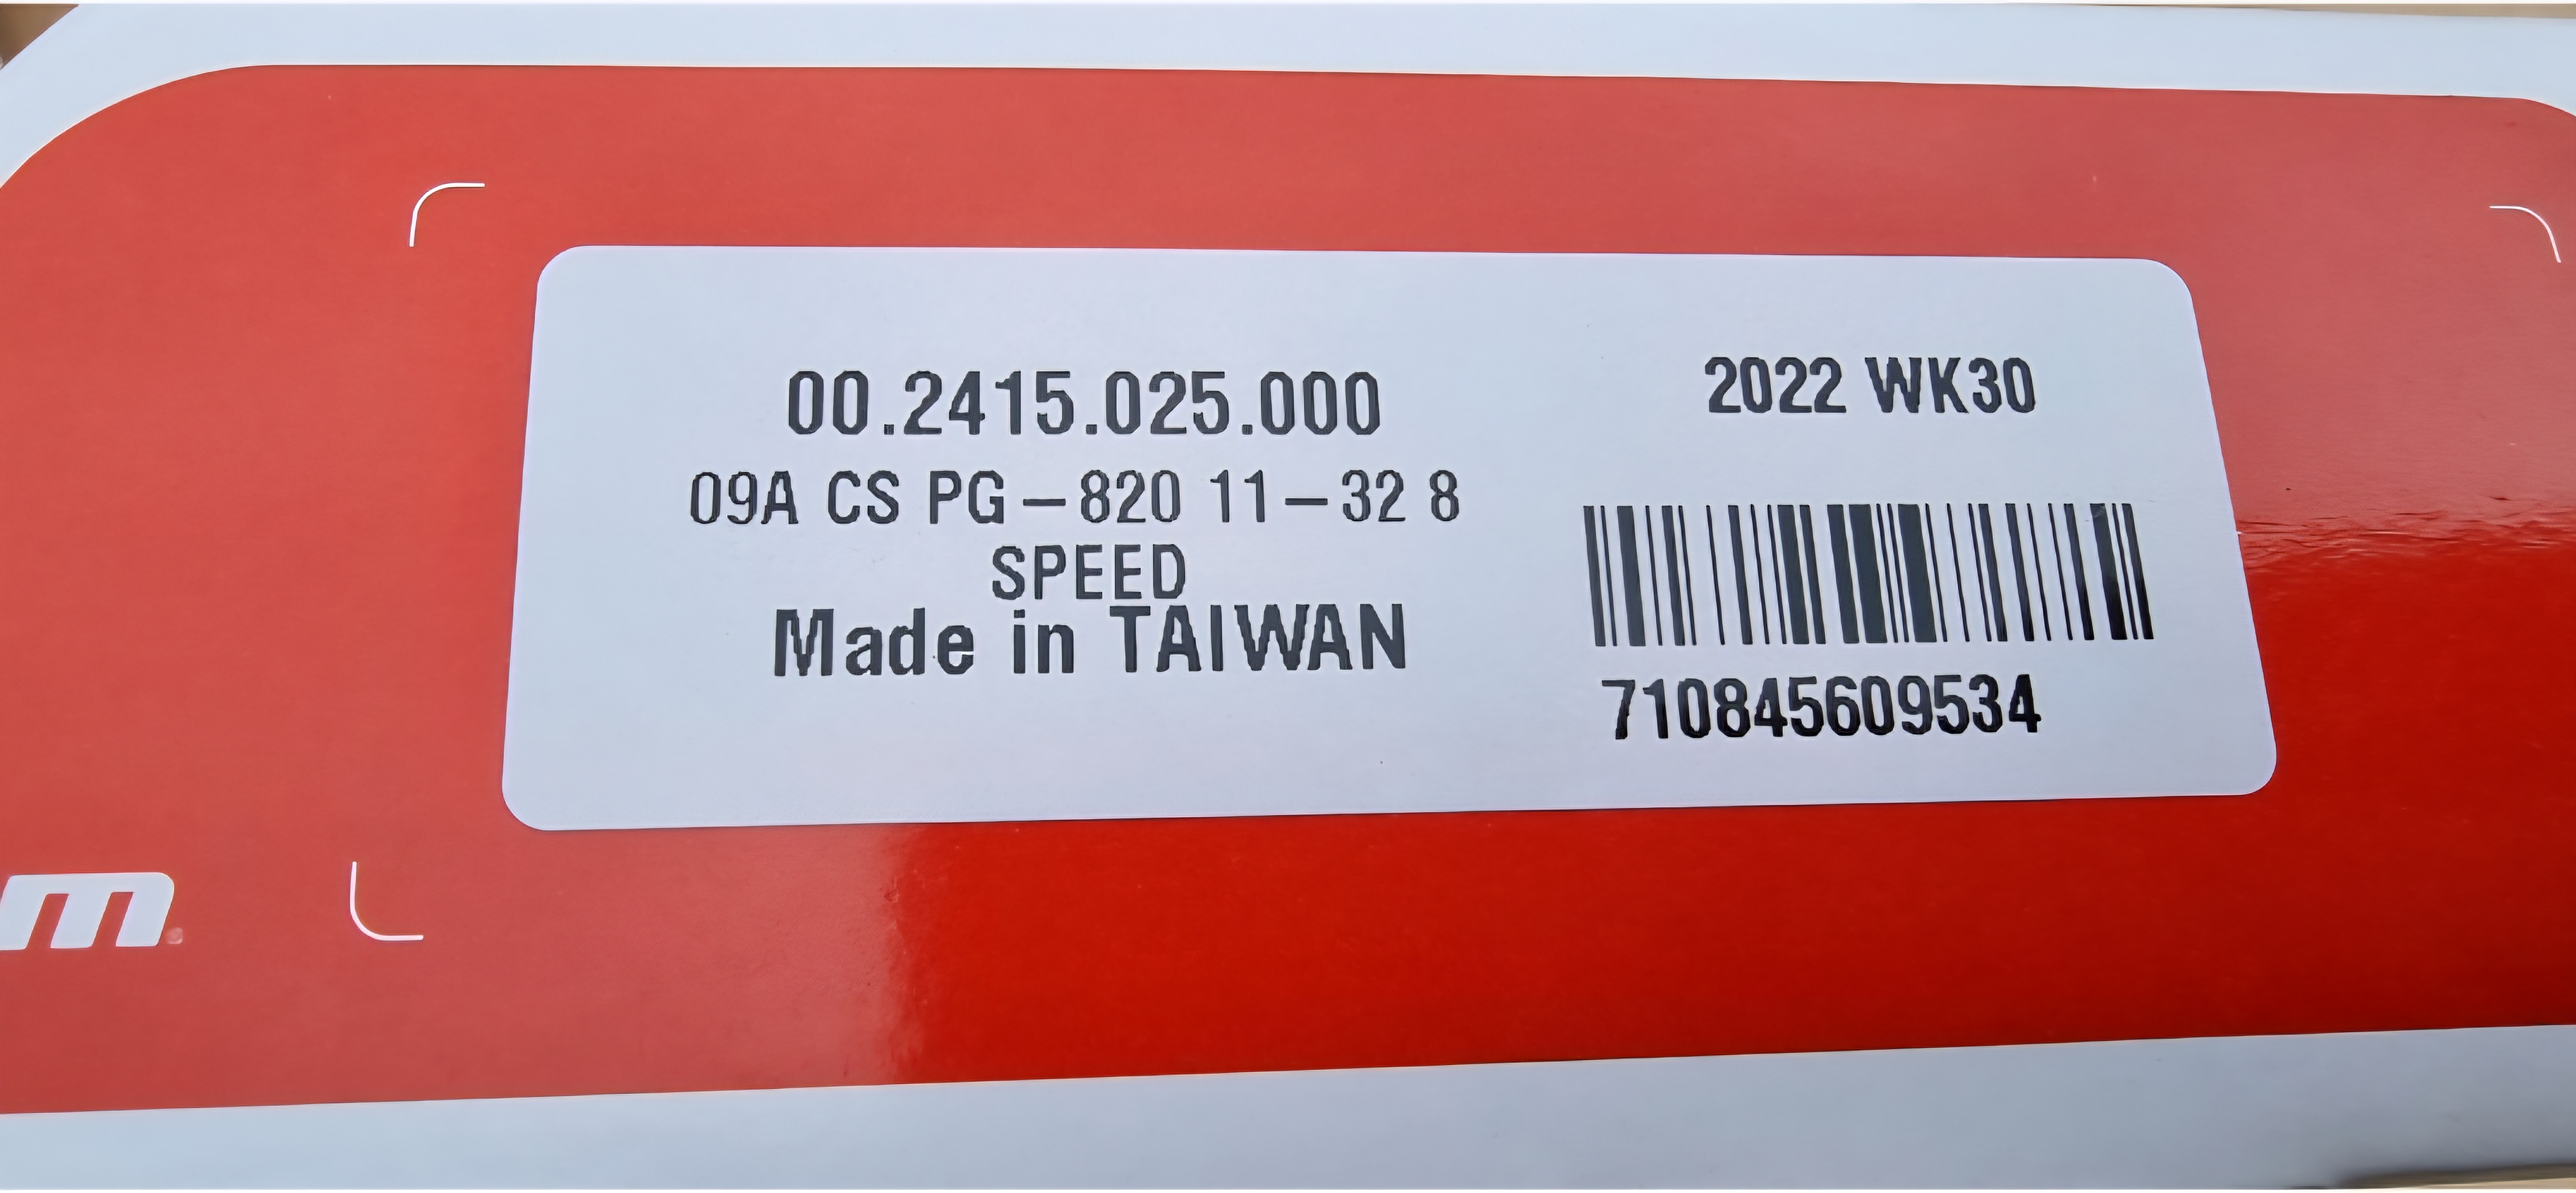 00.2415.025.000
2022 WK30
09A CS PG-820 11-32 8
SPEED
Made in TAIWAN
710845609534
m